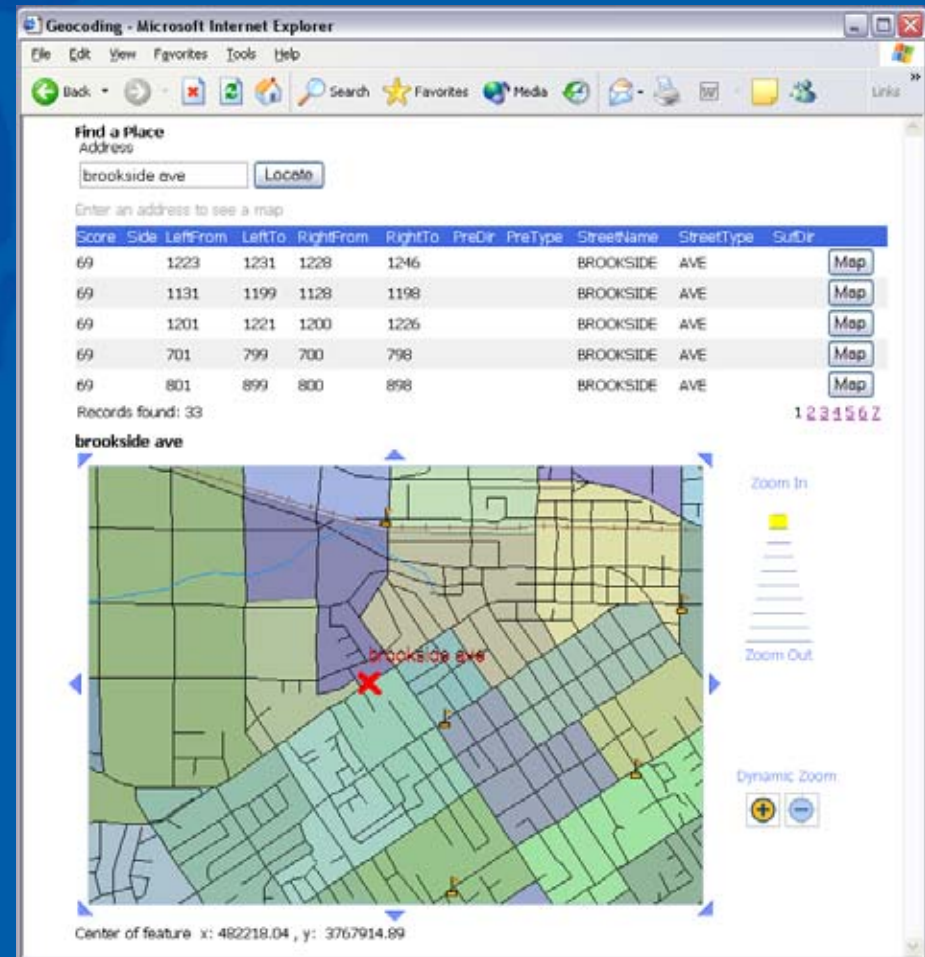 Geocoding - Microsoft Internet Explorer
File Edit View Favorites Tools Help
Back Search Favorites Media Links
Find a Place
Address
brookside ave Locate
Enter an address to see a map
Score Side LeftFrom LeftTo RightFrom RightTo PreDir PreType StreetName StreetType SufDir
69 1223 1231 1228 1246 BROOKSIDE AVE Map
69 1131 1199 1128 1198 BROOKSIDE AVE Map
69 1201 1221 1200 1226 BROOKSIDE AVE Map
69 701 799 700 798 BROOKSIDE AVE Map
69 801 899 800 898 BROOKSIDE AVE Map
Records found: 33 1 2 3 4 5 6 7
brookside ave
Zoom In
brookside ave
Zoom Out
Dynamic Zoom
Center of feature x: 482218.04 , y: 3767914.89